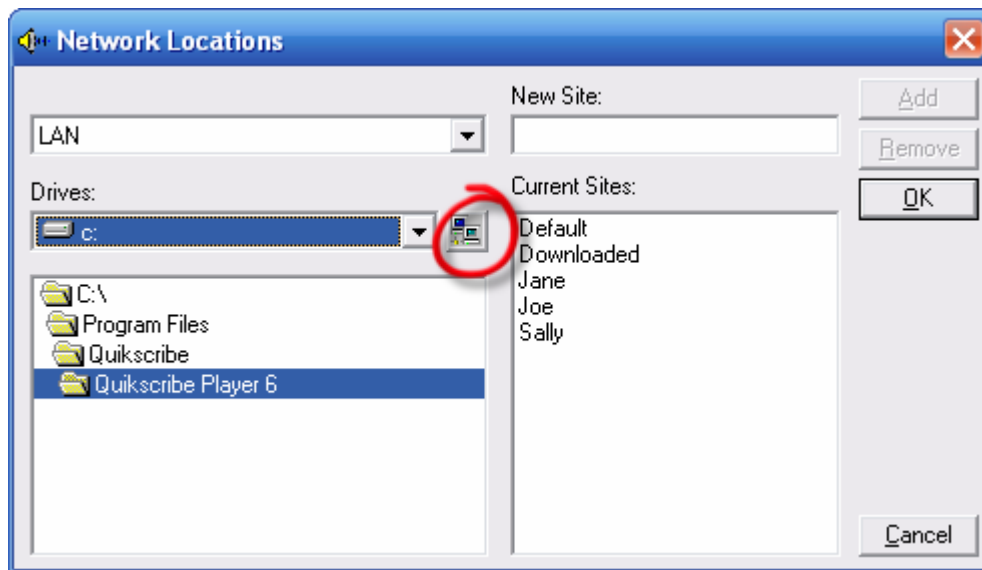 Network Locations
LAN
Drives:
c:
C:\
Program Files
Quikscribe
Quikscribe Player 6
New Site:
Current Sites:
Default
Downloaded
Jane
Joe
Sally
Add
Remove
OK
Cancel